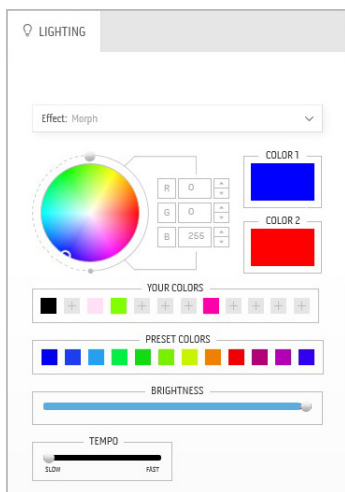 LIGHTING
Effect: Morph
COLOR 1
R 0
G 0
B 255
COLOR 2
YOUR COLORS
PRESET COLORS
BRIGHTNESS
TEMPO
SLOW FAST